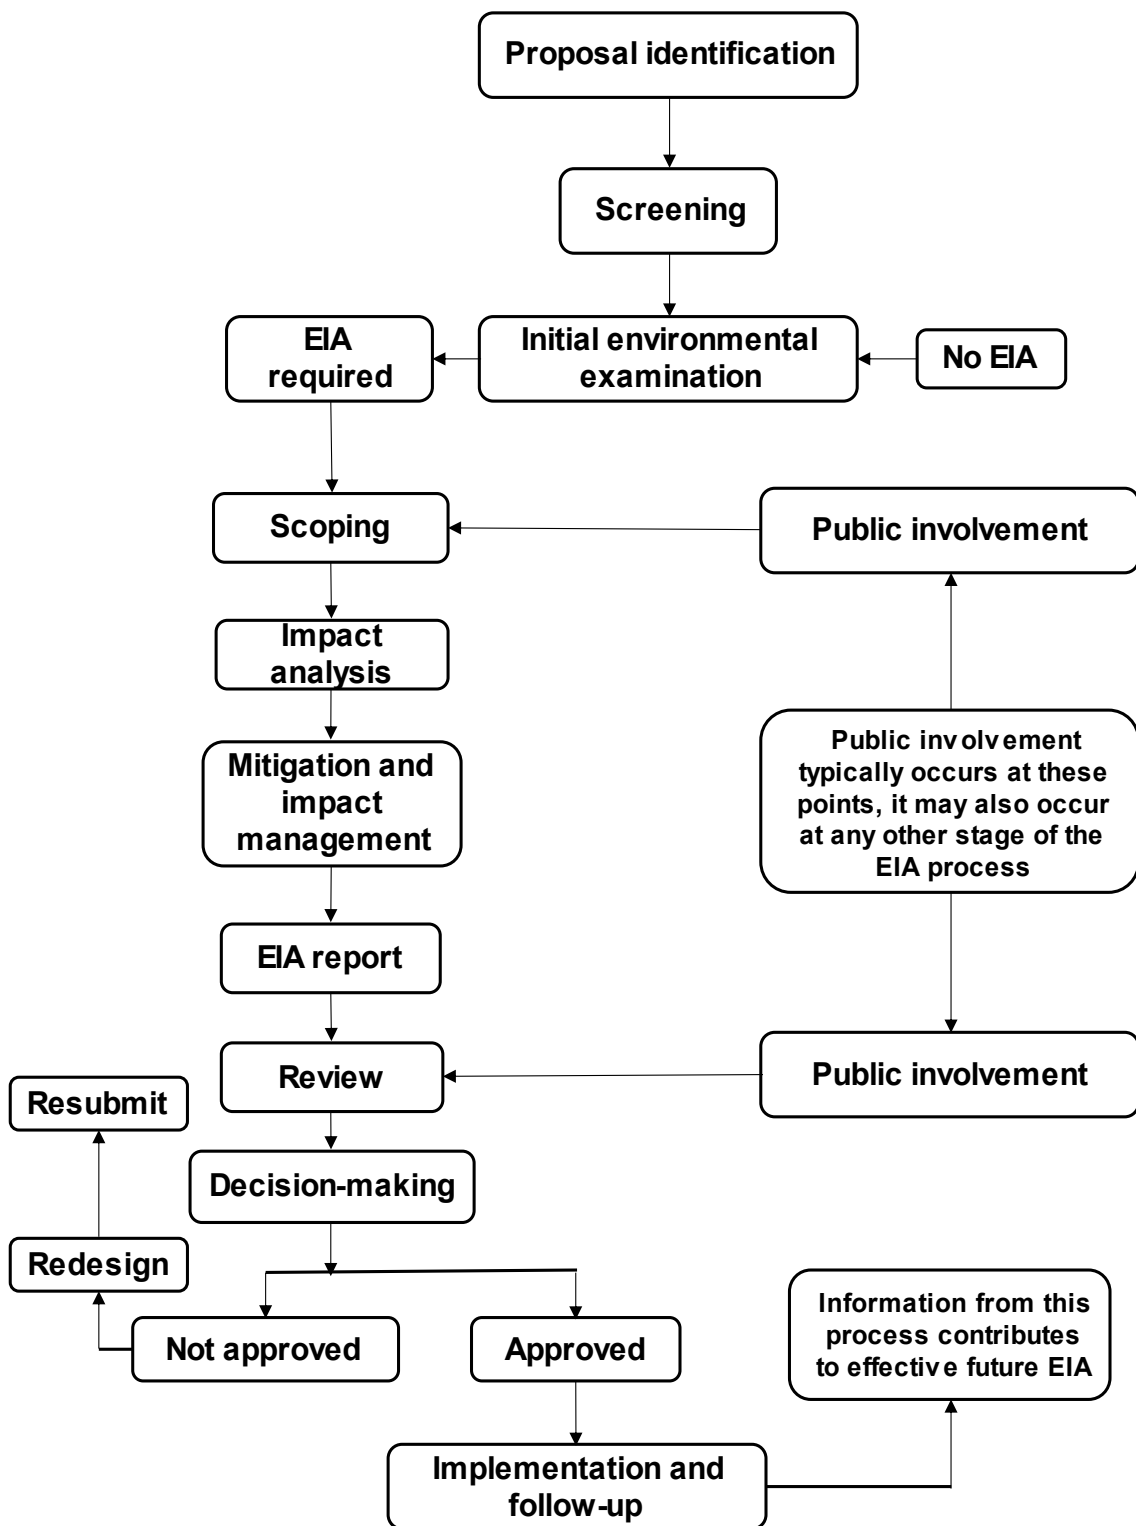 Proposal identification
Screening
EIA
required
Initial environmental
examination
No EIA
Scoping
Public involvement
Impact
analysis
Mitigation and
impact
management
Public involvement
typically occurs at these
points, it may also occur
at any other stage of the
EIA process
EIA report
Review
Public involvement
Resubmit
Decision-making
Redesign
Not approved
Approved
Information from this
process contributes
to effective future EIA
Implementation and
follow-up